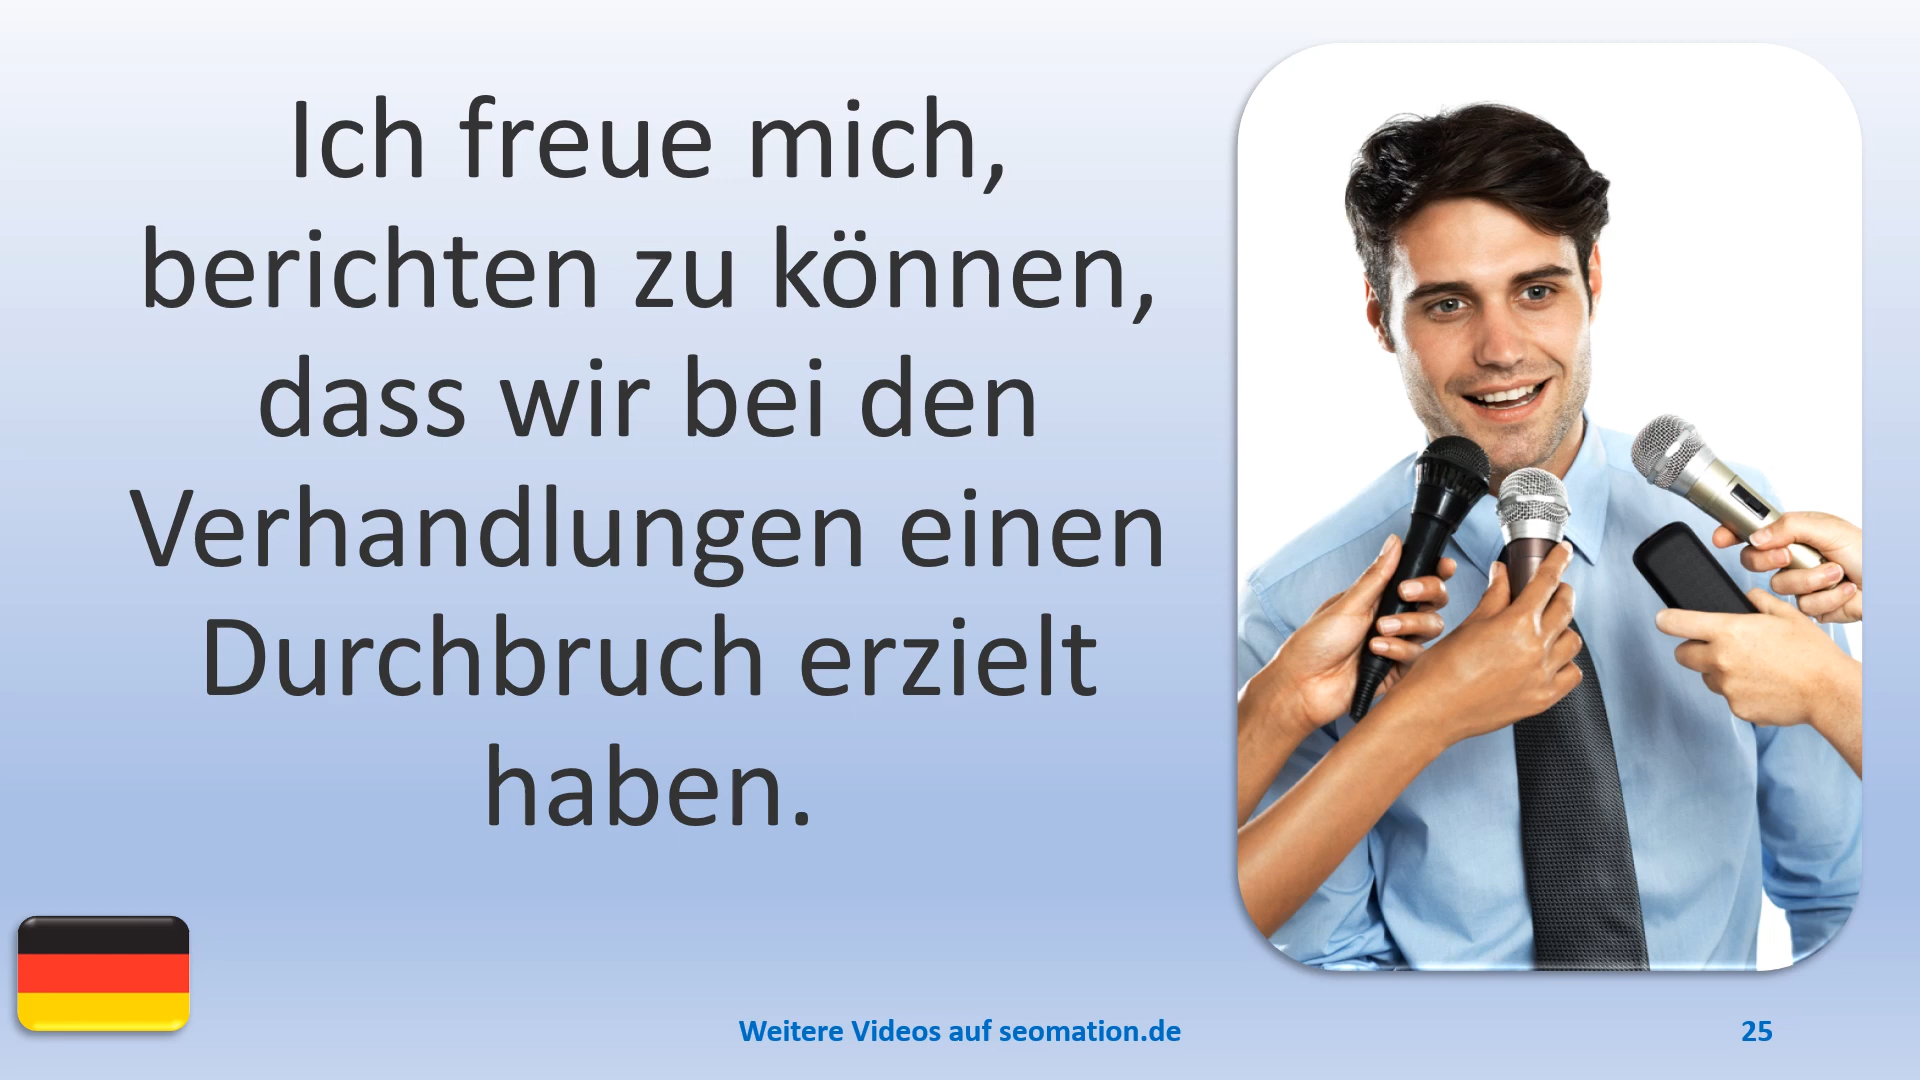 Ich freue mich,
berichten zu können,
dass wir bei den
Verhandlungen einen
Durchbruch erzielt
haben.
Weitere Videos auf seomation.de
25